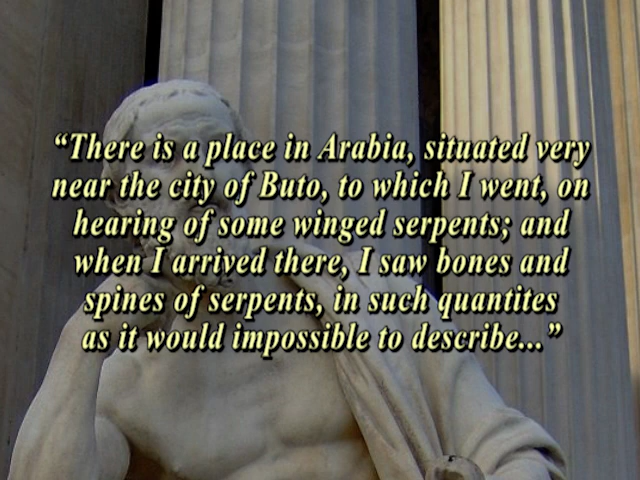 “There is a place in Arabia, situated very
near the city of Buto, to which I went, on
hearing of some winged serpents; and
when I arrived there, I saw bones and
spines of serpents, in such quantites
as it would impossible to describe...”